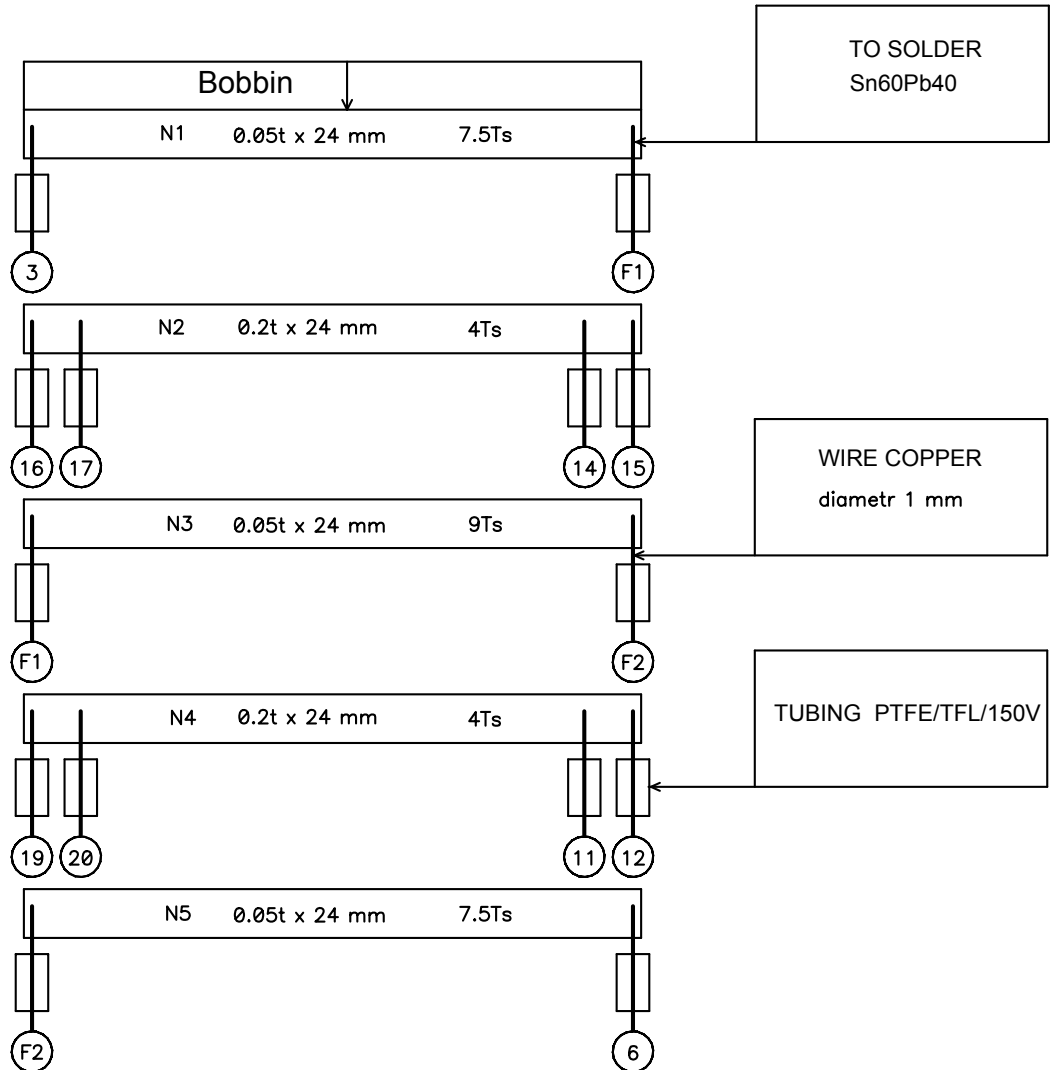 TO SOLDER
Sn60Pb40
Bobbin
N1 0.05t x 24 mm 7.5Ts
3 F1
N2 0.2t x 24 mm 4Ts
16 17 14 15
WIRE COPPER
diametr 1 mm
N3 0.05t x 24 mm 9Ts
F1 F2
TUBING PTFE/TFL/150V
N4 0.2t x 24 mm 4Ts
19 20 11 12
N5 0.05t x 24 mm 7.5Ts
F2 6